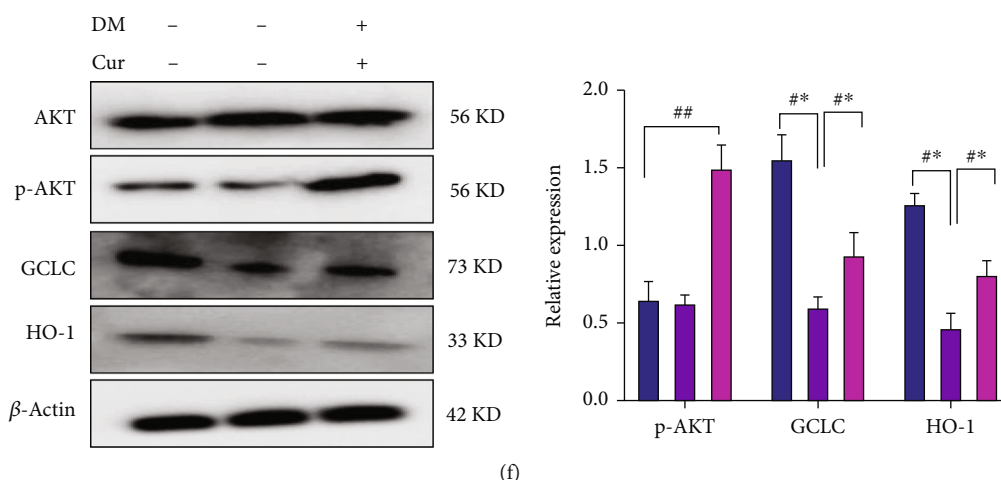 DM – – +
Cur – – +
AKT 56 KD
p-AKT 56 KD
GCLC 73 KD
HO-1 33 KD
β-Actin 42 KD
Relative expression
2.0
1.5
1.0
0.5
0.0
##
#* #*
#* #*
p-AKT GCLC HO-1
(f)